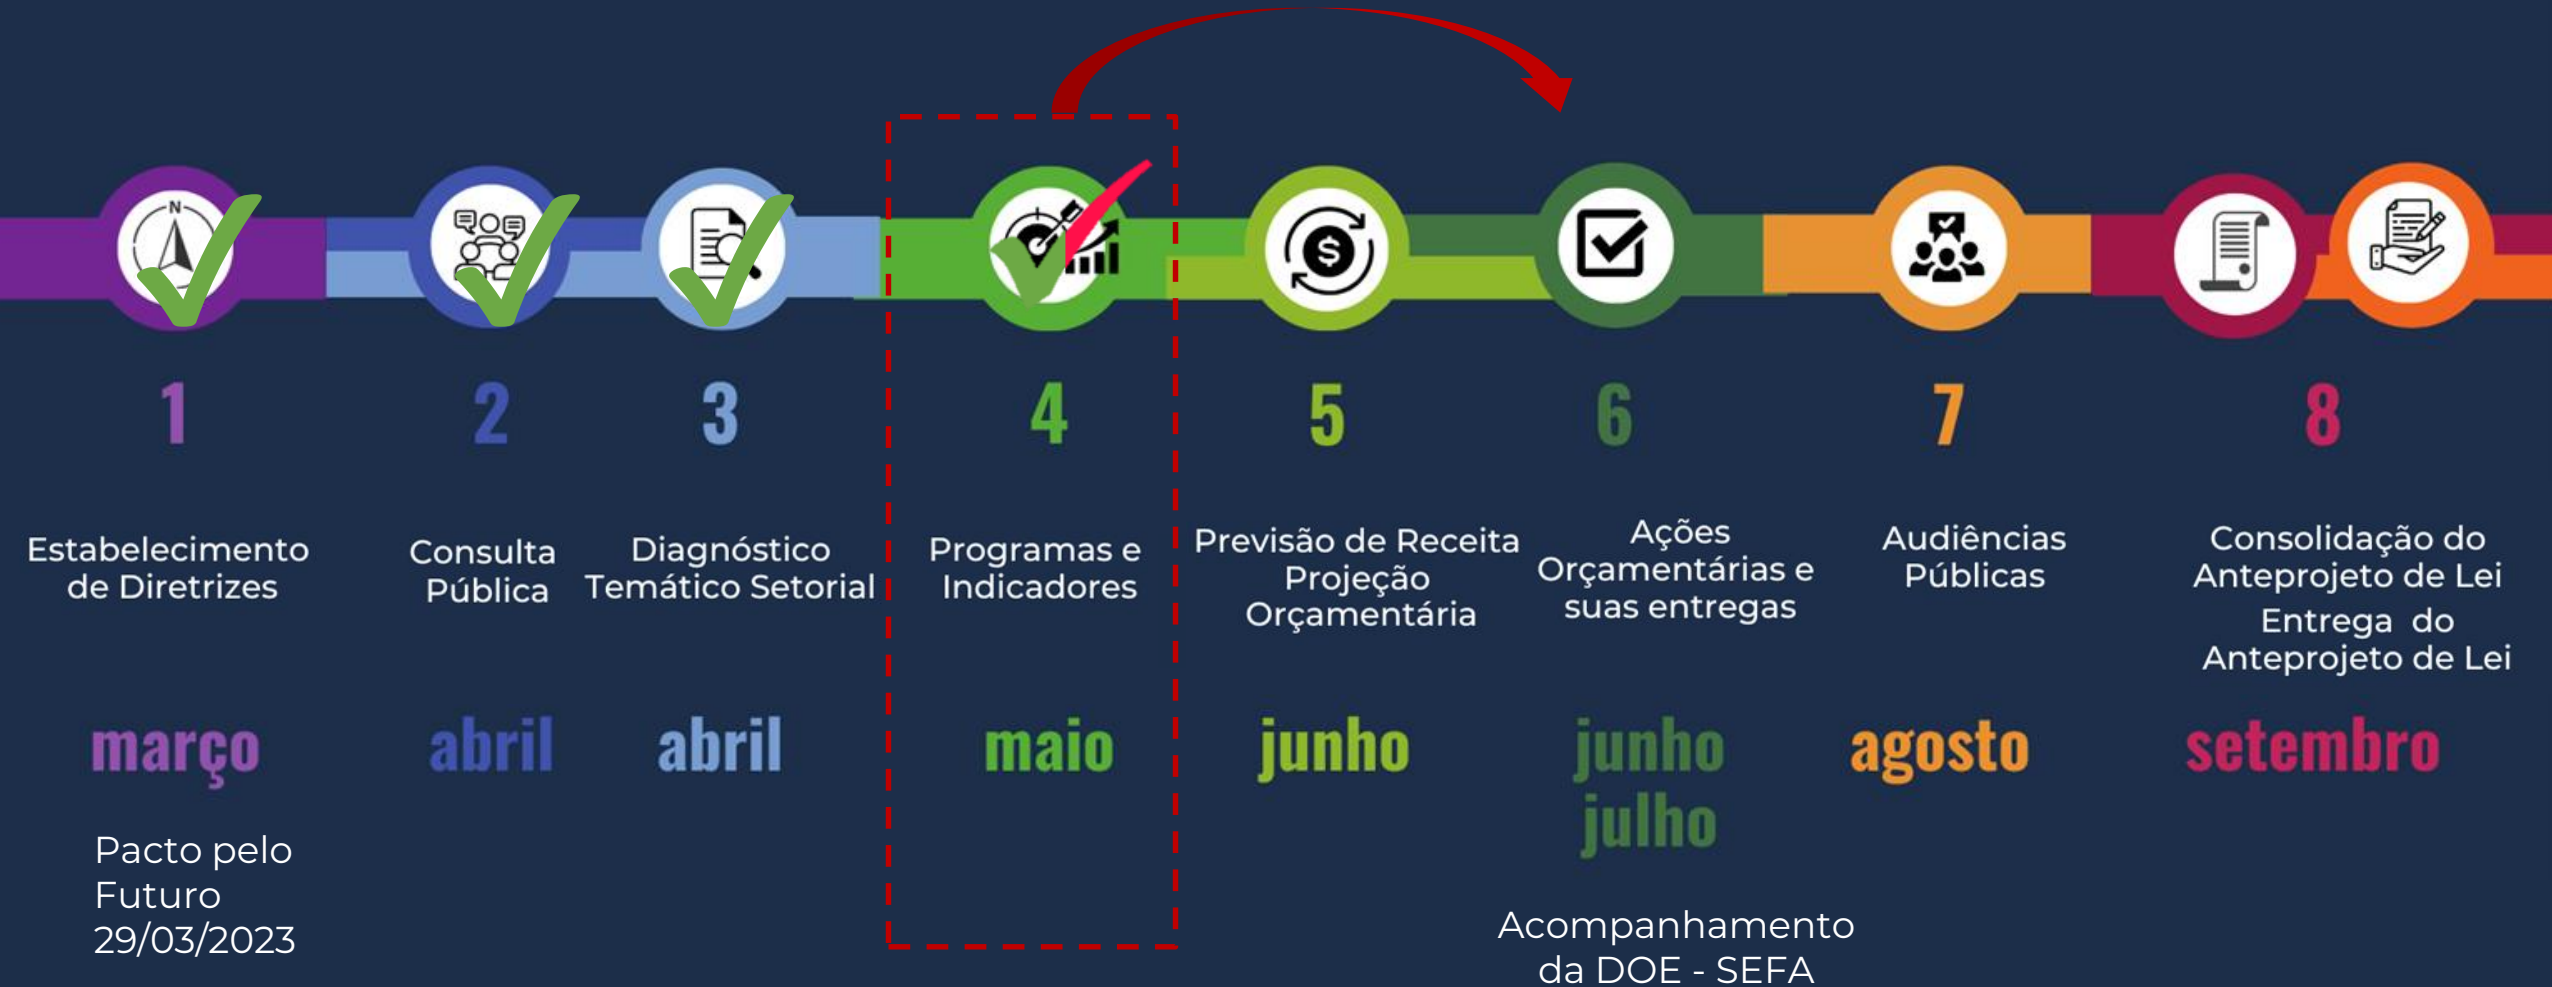 N
1
Estabelecimento
de Diretrizes
março
Pacto pelo
Futuro
29/03/2023
2
Consulta
Pública
abril
3
Diagnóstico
Temático Setorial
abril
4
Programas e
Indicadores
maio
$
5
Previsão de Receita
Projeção
Orçamentária
junho
6
Ações
Orçamentárias e
suas entregas
junho
julho
Acompanhamento
da DOE - SEFA
7
Audiências
Públicas
agosto
8
Consolidação do
Anteprojeto de Lei
Entrega do
Anteprojeto de Lei
setembro